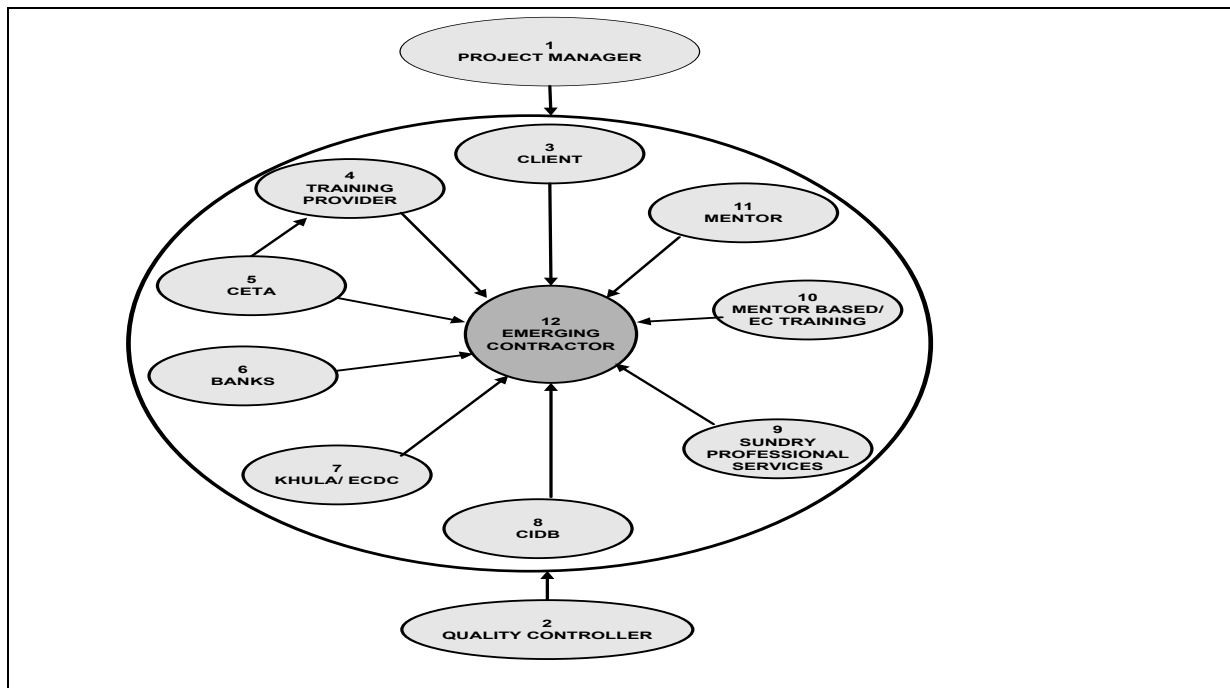 1
PROJECT MANAGER
3
CLIENT
4
TRAINING
PROVIDER
11
MENTOR
5
CETA
10
MENTOR BASED/
EC TRAINING
12
EMERGING
CONTRACTOR
6
BANKS
9
SUNDRY
PROFESSIONAL
SERVICES
7
KHULA/ ECDC
8
CIDB
2
QUALITY CONTROLLER